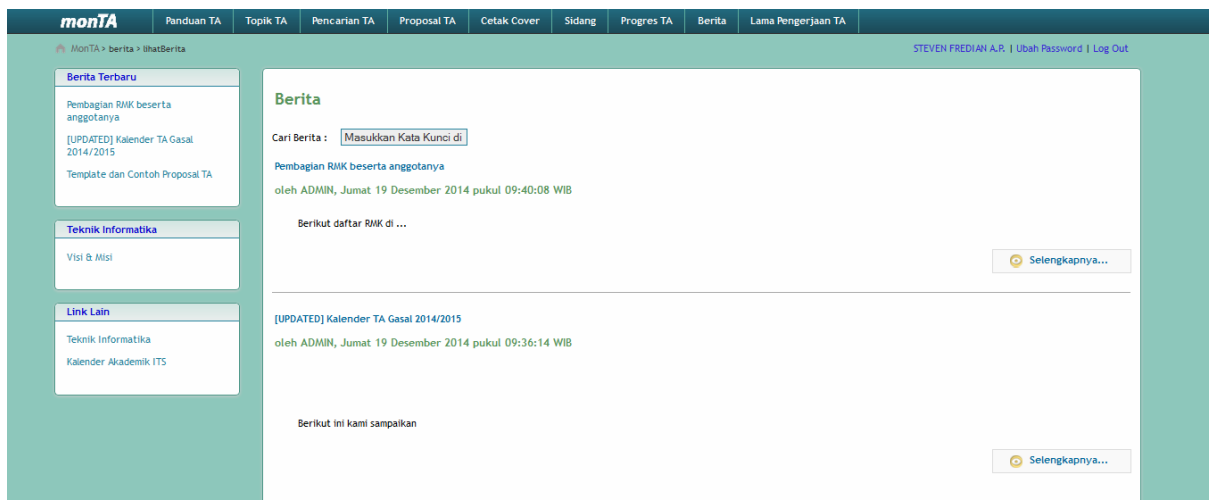 monTA Panduan TA Topik TA Pencarian TA Proposal TA Cetak Cover Sidang Progres TA Berita Lama Pengerjaan TA
MonTA > berita > lihatBerita
STEVEN FREDIAN A.P. | Ubah Password | Log Out
Berita Terbaru
Pembagian RMK beserta
anggotanya
[UPDATED] Kalender TA Gasal
2014/2015
Template dan Contoh Proposal TA
Teknik Informatika
Visi & Misi
Link Lain
Teknik Informatika
Kalender Akademik ITS
Berita
Cari Berita : Masukkan Kata Kunci di
Pembagian RMK beserta anggotanya
oleh ADMIN, Jumat 19 Desember 2014 pukul 09:40:08 WIB
Berikut daftar RMK di ...
Selengkapnya...
[UPDATED] Kalender TA Gasal 2014/2015
oleh ADMIN, Jumat 19 Desember 2014 pukul 09:36:14 WIB
Berikut ini kami sampaikan
Selengkapnya...